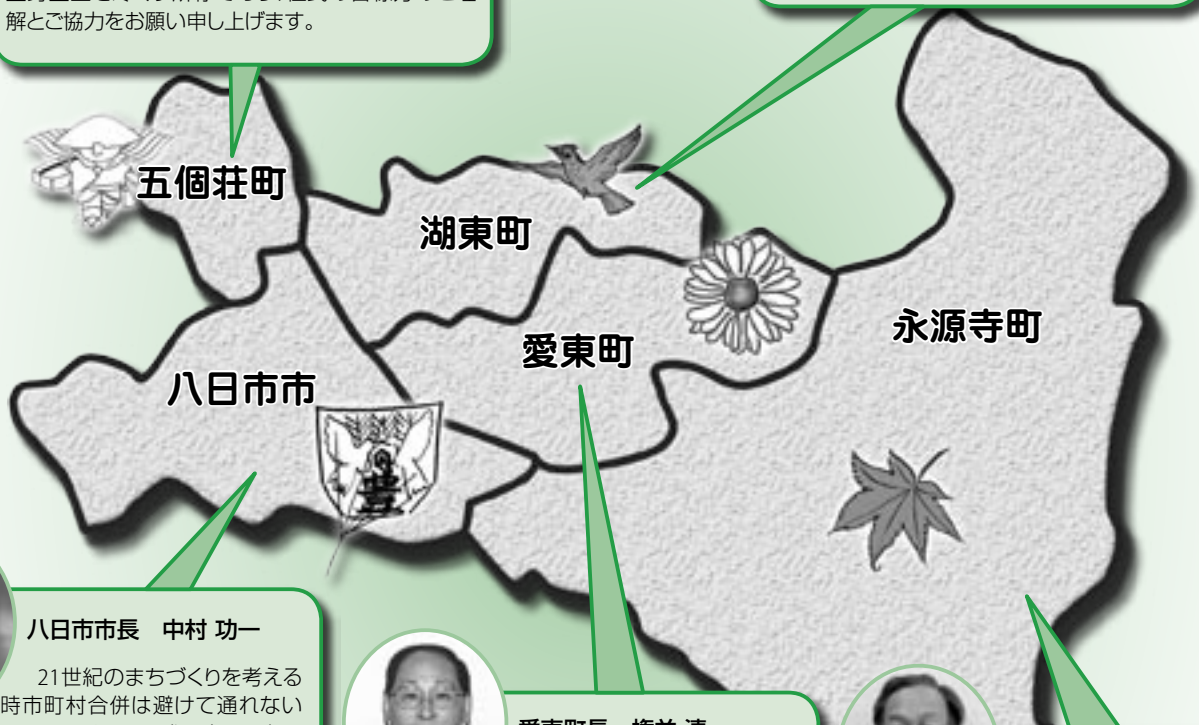 解とご協力をお願い申し上げます。
五個荘町
湖東町
愛東町
永源寺町
八日市市
八日市市長 中村 功一
21世紀のまちづくりを考える
時市町村合併は避けて通れない